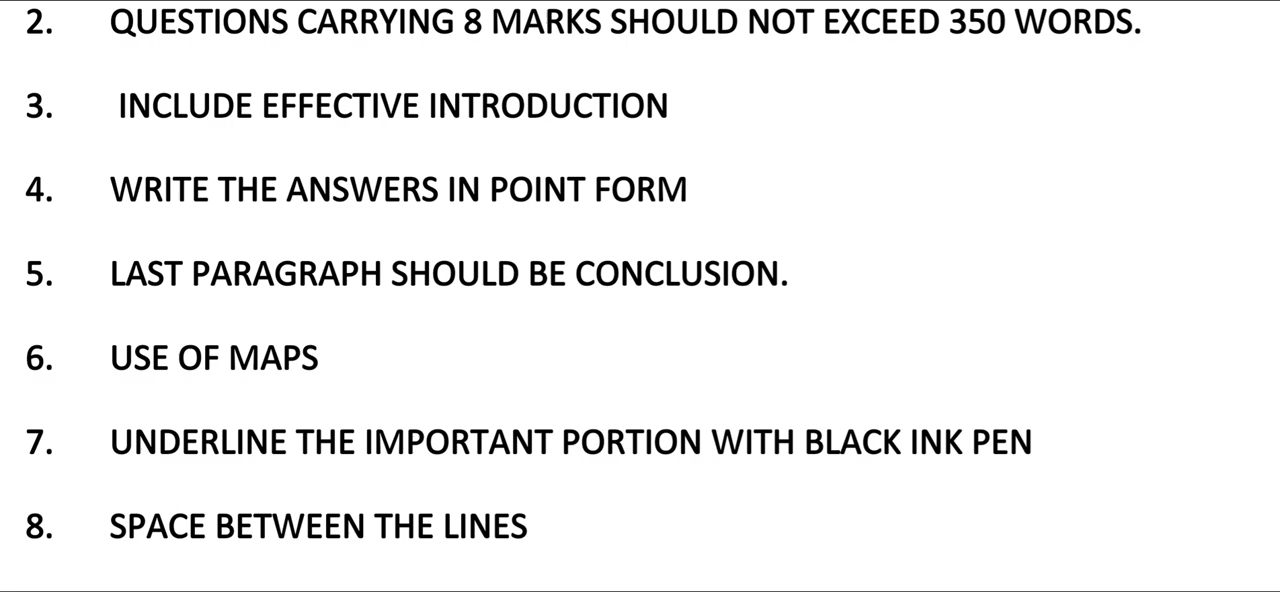 2. QUESTIONS CARRYING 8 MARKS SHOULD NOT EXCEED 350 WORDS.
3. INCLUDE EFFECTIVE INTRODUCTION
4. WRITE THE ANSWERS IN POINT FORM
5. LAST PARAGRAPH SHOULD BE CONCLUSION.
6. USE OF MAPS
7. UNDERLINE THE IMPORTANT PORTION WITH BLACK INK PEN
8. SPACE BETWEEN THE LINES